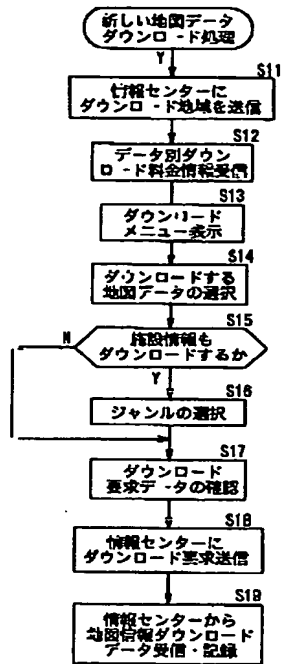 新しい地図データ
ダウンロード処理
Y
S11
情報センターに
ダウンロード地域を送信
S12
データ別ダウン
ロード料金情報受信
S13
ダウンロード
メニュー表示
S14
ダウンロードする
地図データの選択
S15
N
施設情報も
ダウンロードするか
Y
S16
ジャンルの選択
S17
ダウンロード
要求データの確認
S18
情報センターに
ダウンロード要求送信
S19
情報センターから
地図情報ダウンロード
データ受信・記録